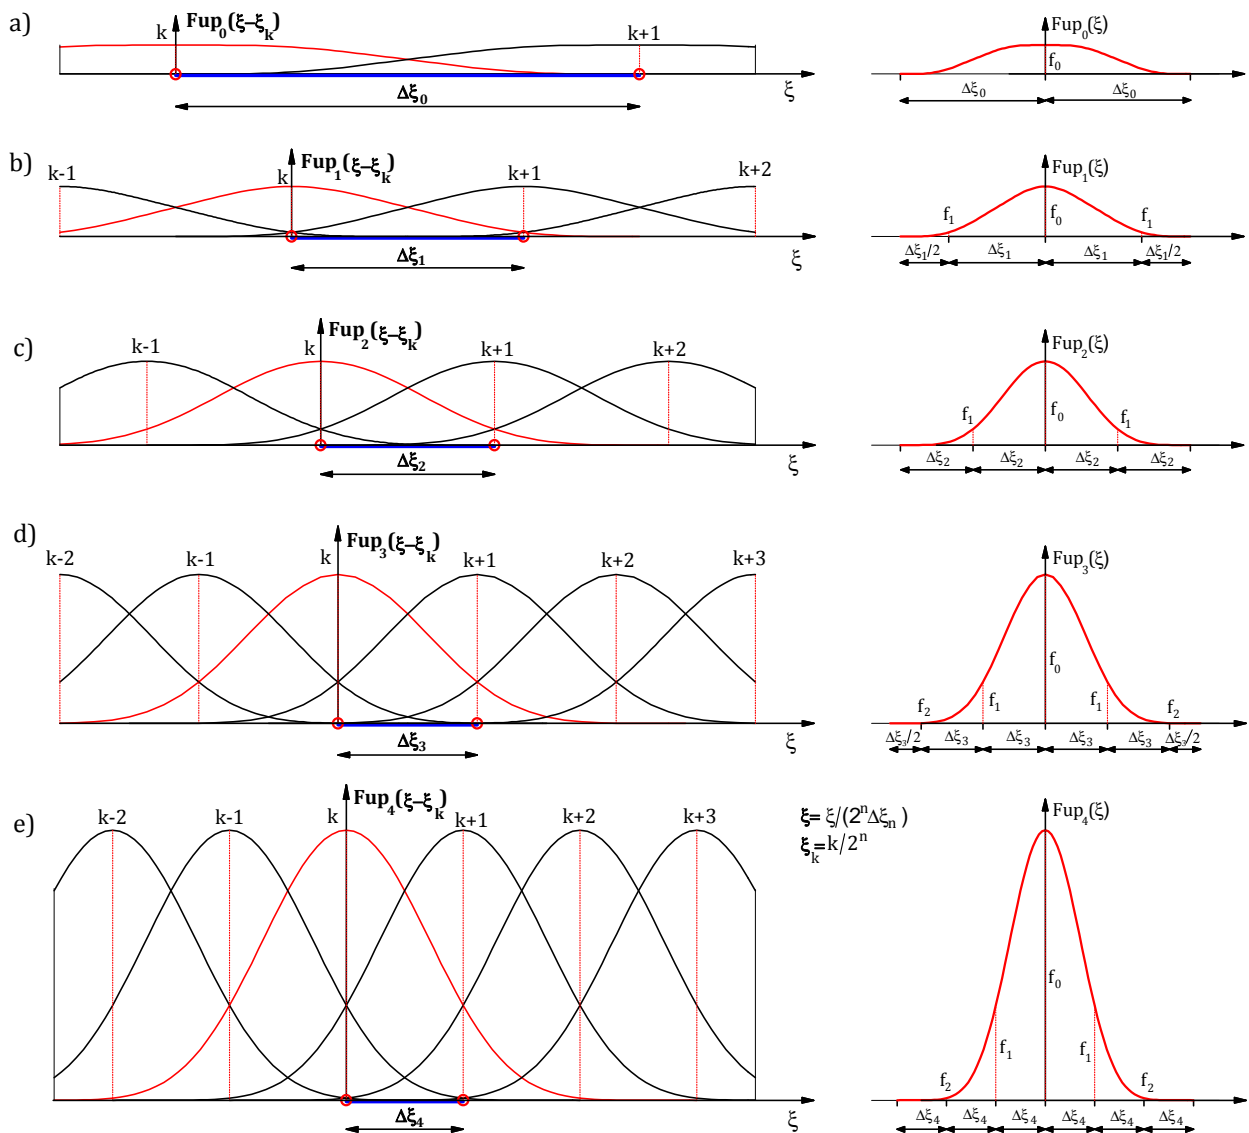 a) k Fup₀(ξ–ξₖ) k+1 ξ
Δξ₀
Fup₀(ξ)
f₀
Δξ₀ Δξ₀
b) k-1 k Fup₁(ξ–ξₖ) k+1 k+2 ξ
Δξ₁
Fup₁(ξ)
f₁ f₀ f₁
Δξ₁/2 Δξ₁ Δξ₁ Δξ₁/2
c) k-1 k Fup₂(ξ–ξₖ) k+1 k+2 ξ
Δξ₂
Fup₂(ξ)
f₁ f₀ f₁
Δξ₂ Δξ₂ Δξ₂ Δξ₂
d) k-2 k-1 k Fup₃(ξ–ξₖ) k+1 k+2 k+3 ξ
Δξ₃
Fup₃(ξ)
f₂ f₁ f₀ f₁ f₂
Δξ₃/2 Δξ₃ Δξ₃ Δξ₃ Δξ₃ Δξ₃/2
e) k-2 k-1 k Fup₄(ξ–ξₖ) k+1 k+2 k+3 ξ
Δξ₄
ξ= ξ/(2ⁿΔξₙ)
ξₖ=k/2ⁿ
Fup₄(ξ)
f₂ f₁ f₀ f₁ f₂
Δξ₄ Δξ₄ Δξ₄ Δξ₄ Δξ₄ Δξ₄